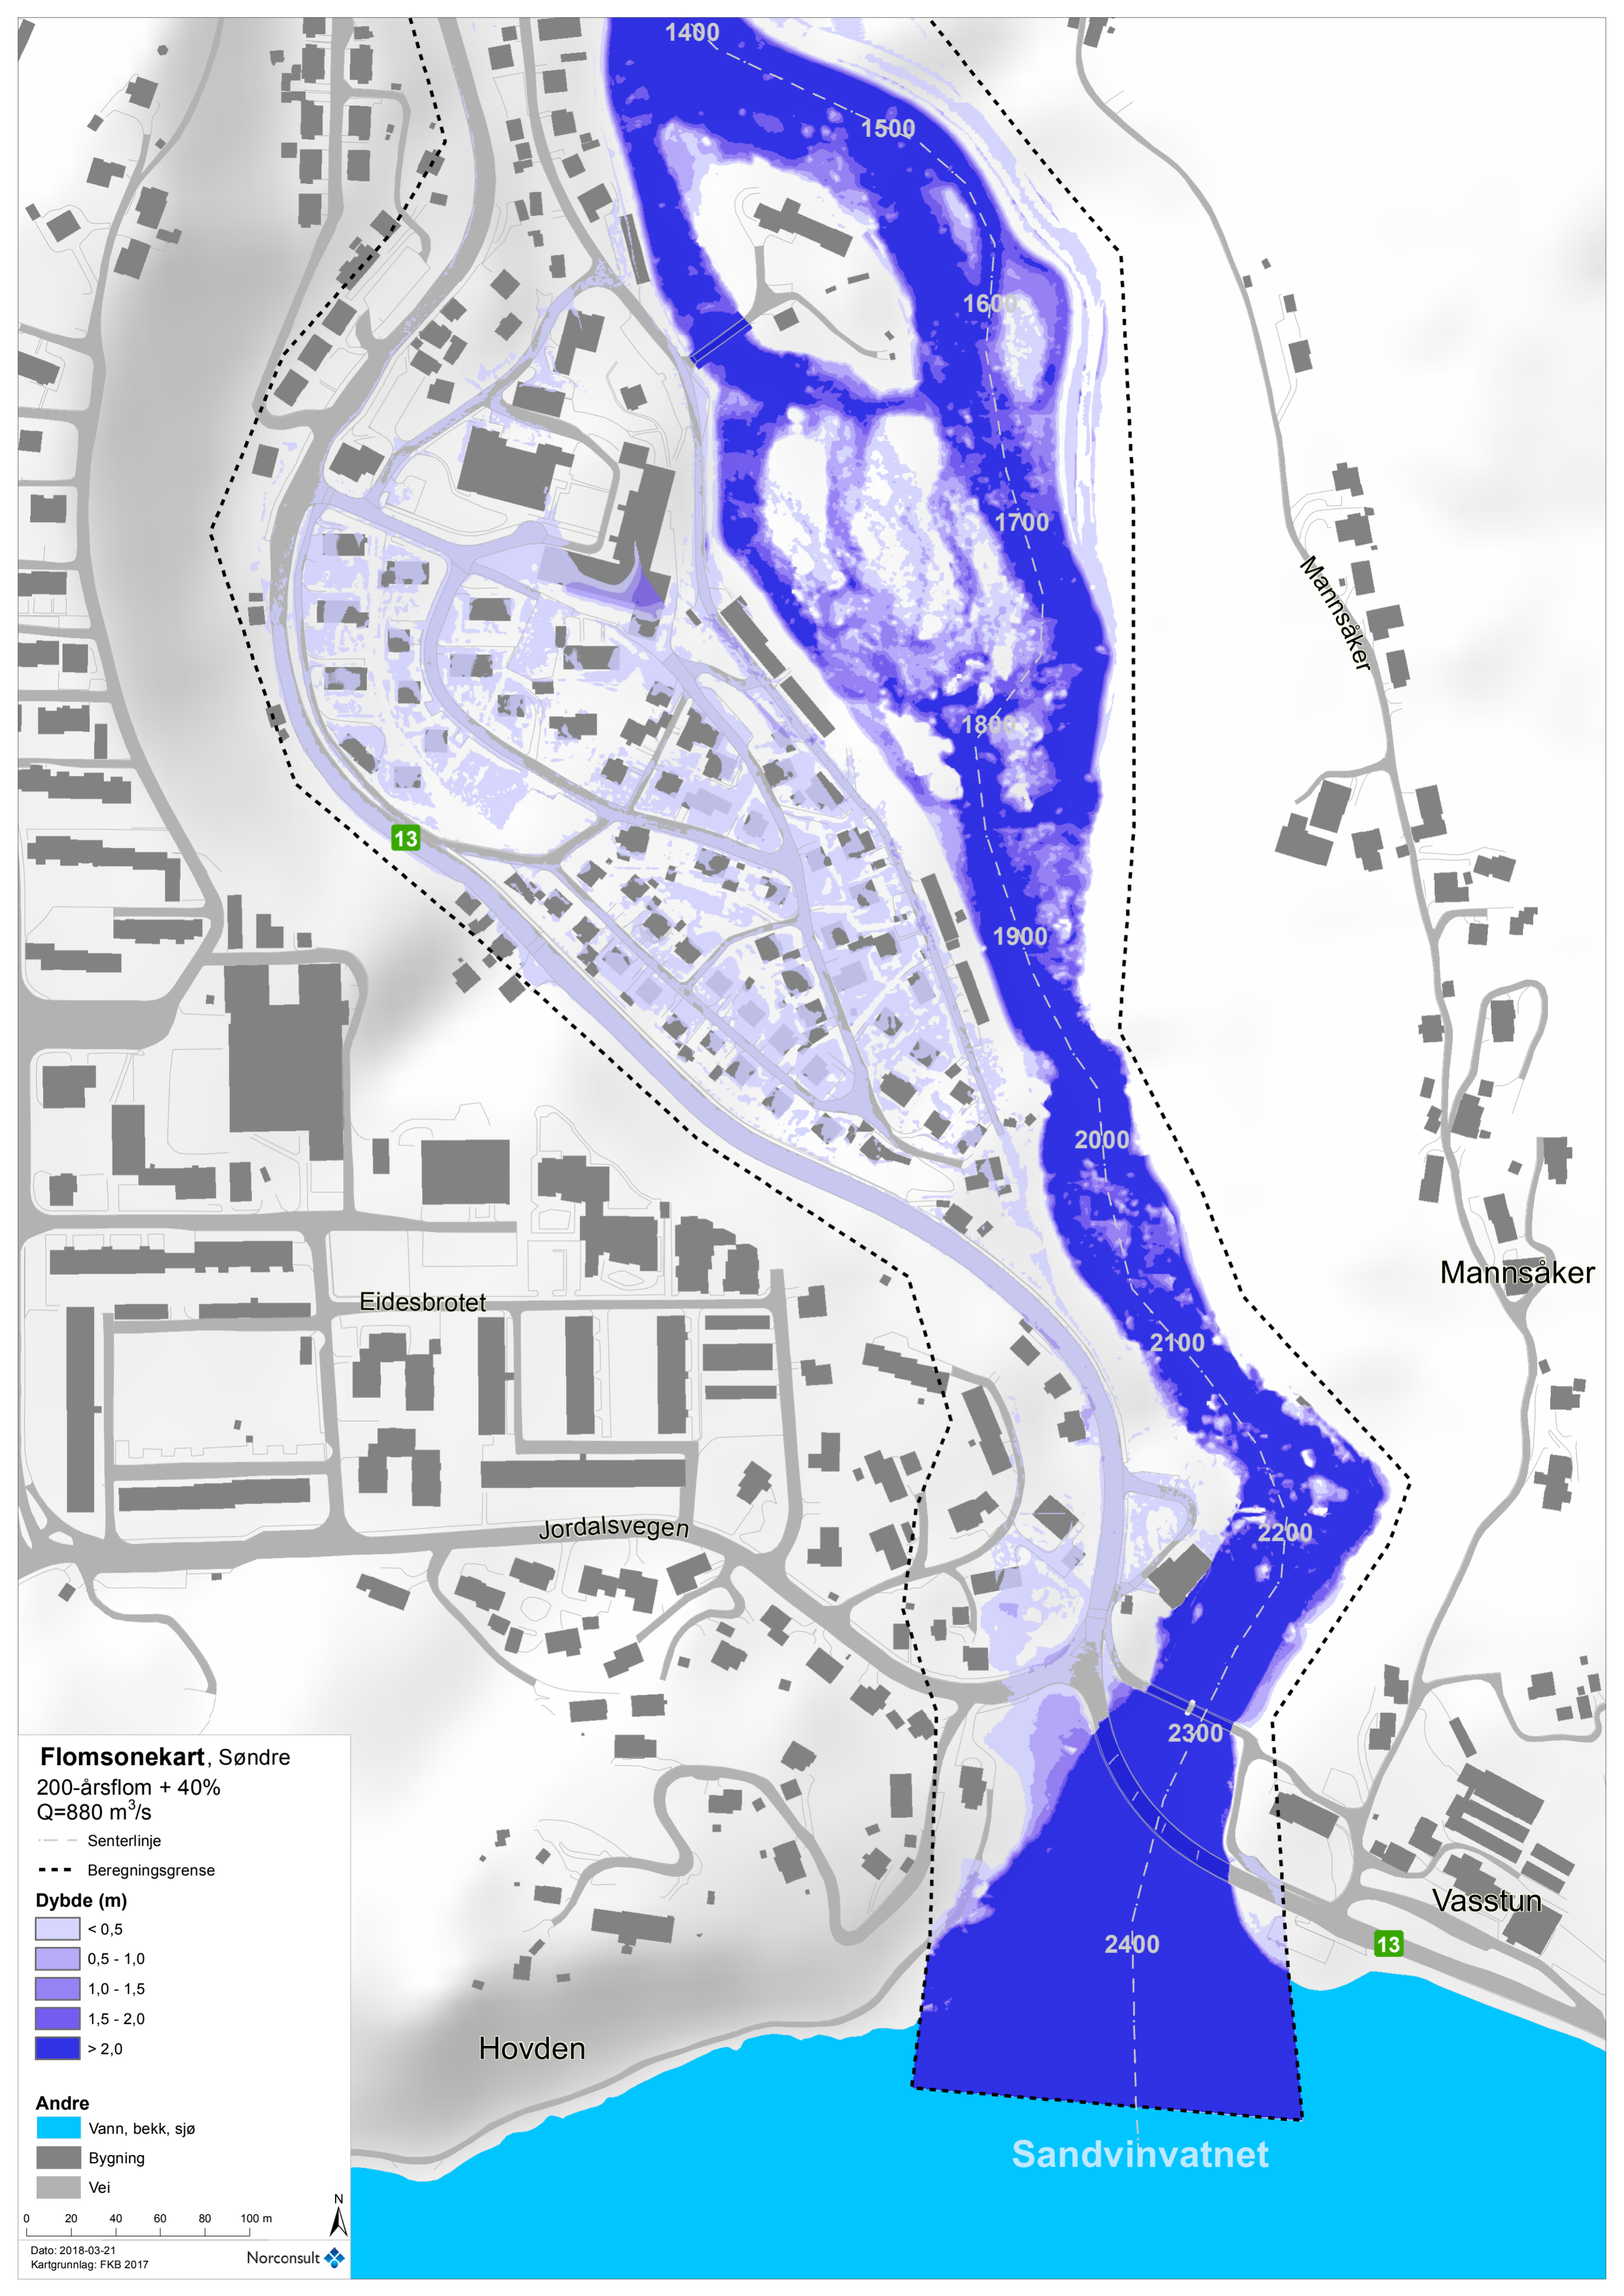 1400
1500
1600
1700
Mannsåker
1800
13
1900
2000
Mannsåker
Eidesbrotet
2100
Jordalsvegen
2200
2300
Vasstun
13
2400
Hovden
Sandvinvatnet
Flomsonekart, Søndre
200-årsflom + 40%
Q=880 m³/s
Senterlinje
Beregningsgrense
Dybde (m)
< 0,5
0,5 - 1,0
1,0 - 1,5
1,5 - 2,0
> 2,0
Andre
Vann, bekk, sjø
Bygning
Vei
N
0 20 40 60 80 100 m
Dato: 2018-03-21
Kartgrunnlag: FKB 2017
Norconsult